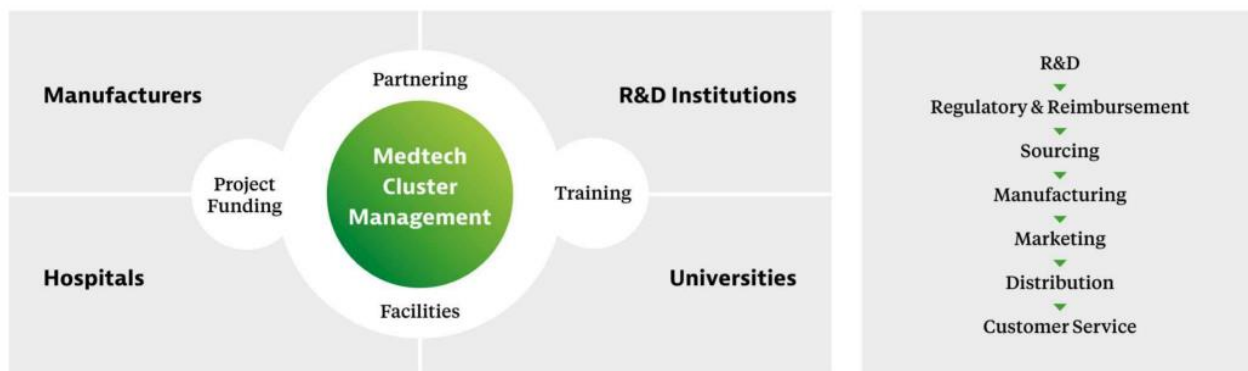 Manufacturers
Partnering
R&D Institutions
Project
Funding
Medtech
Cluster
Management
Training
Hospitals
Facilities
Universities
R&D
Regulatory & Reimbursement
Sourcing
Manufacturing
Marketing
Distribution
Customer Service